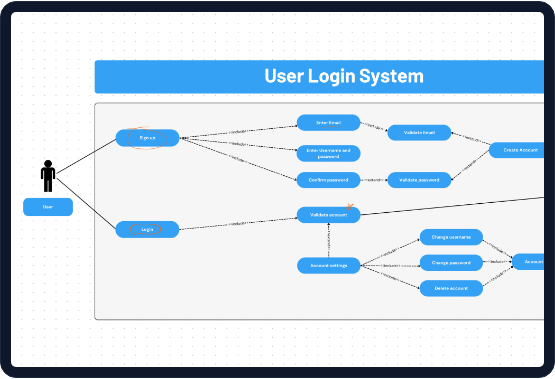 User Login System
Sign up
Enter Email
Validate Email
Enter Username and
password
Create Account
Confirm password
Validate password
User
Login
Validate account
Account settings
Change username
Change password
Account
Delete account